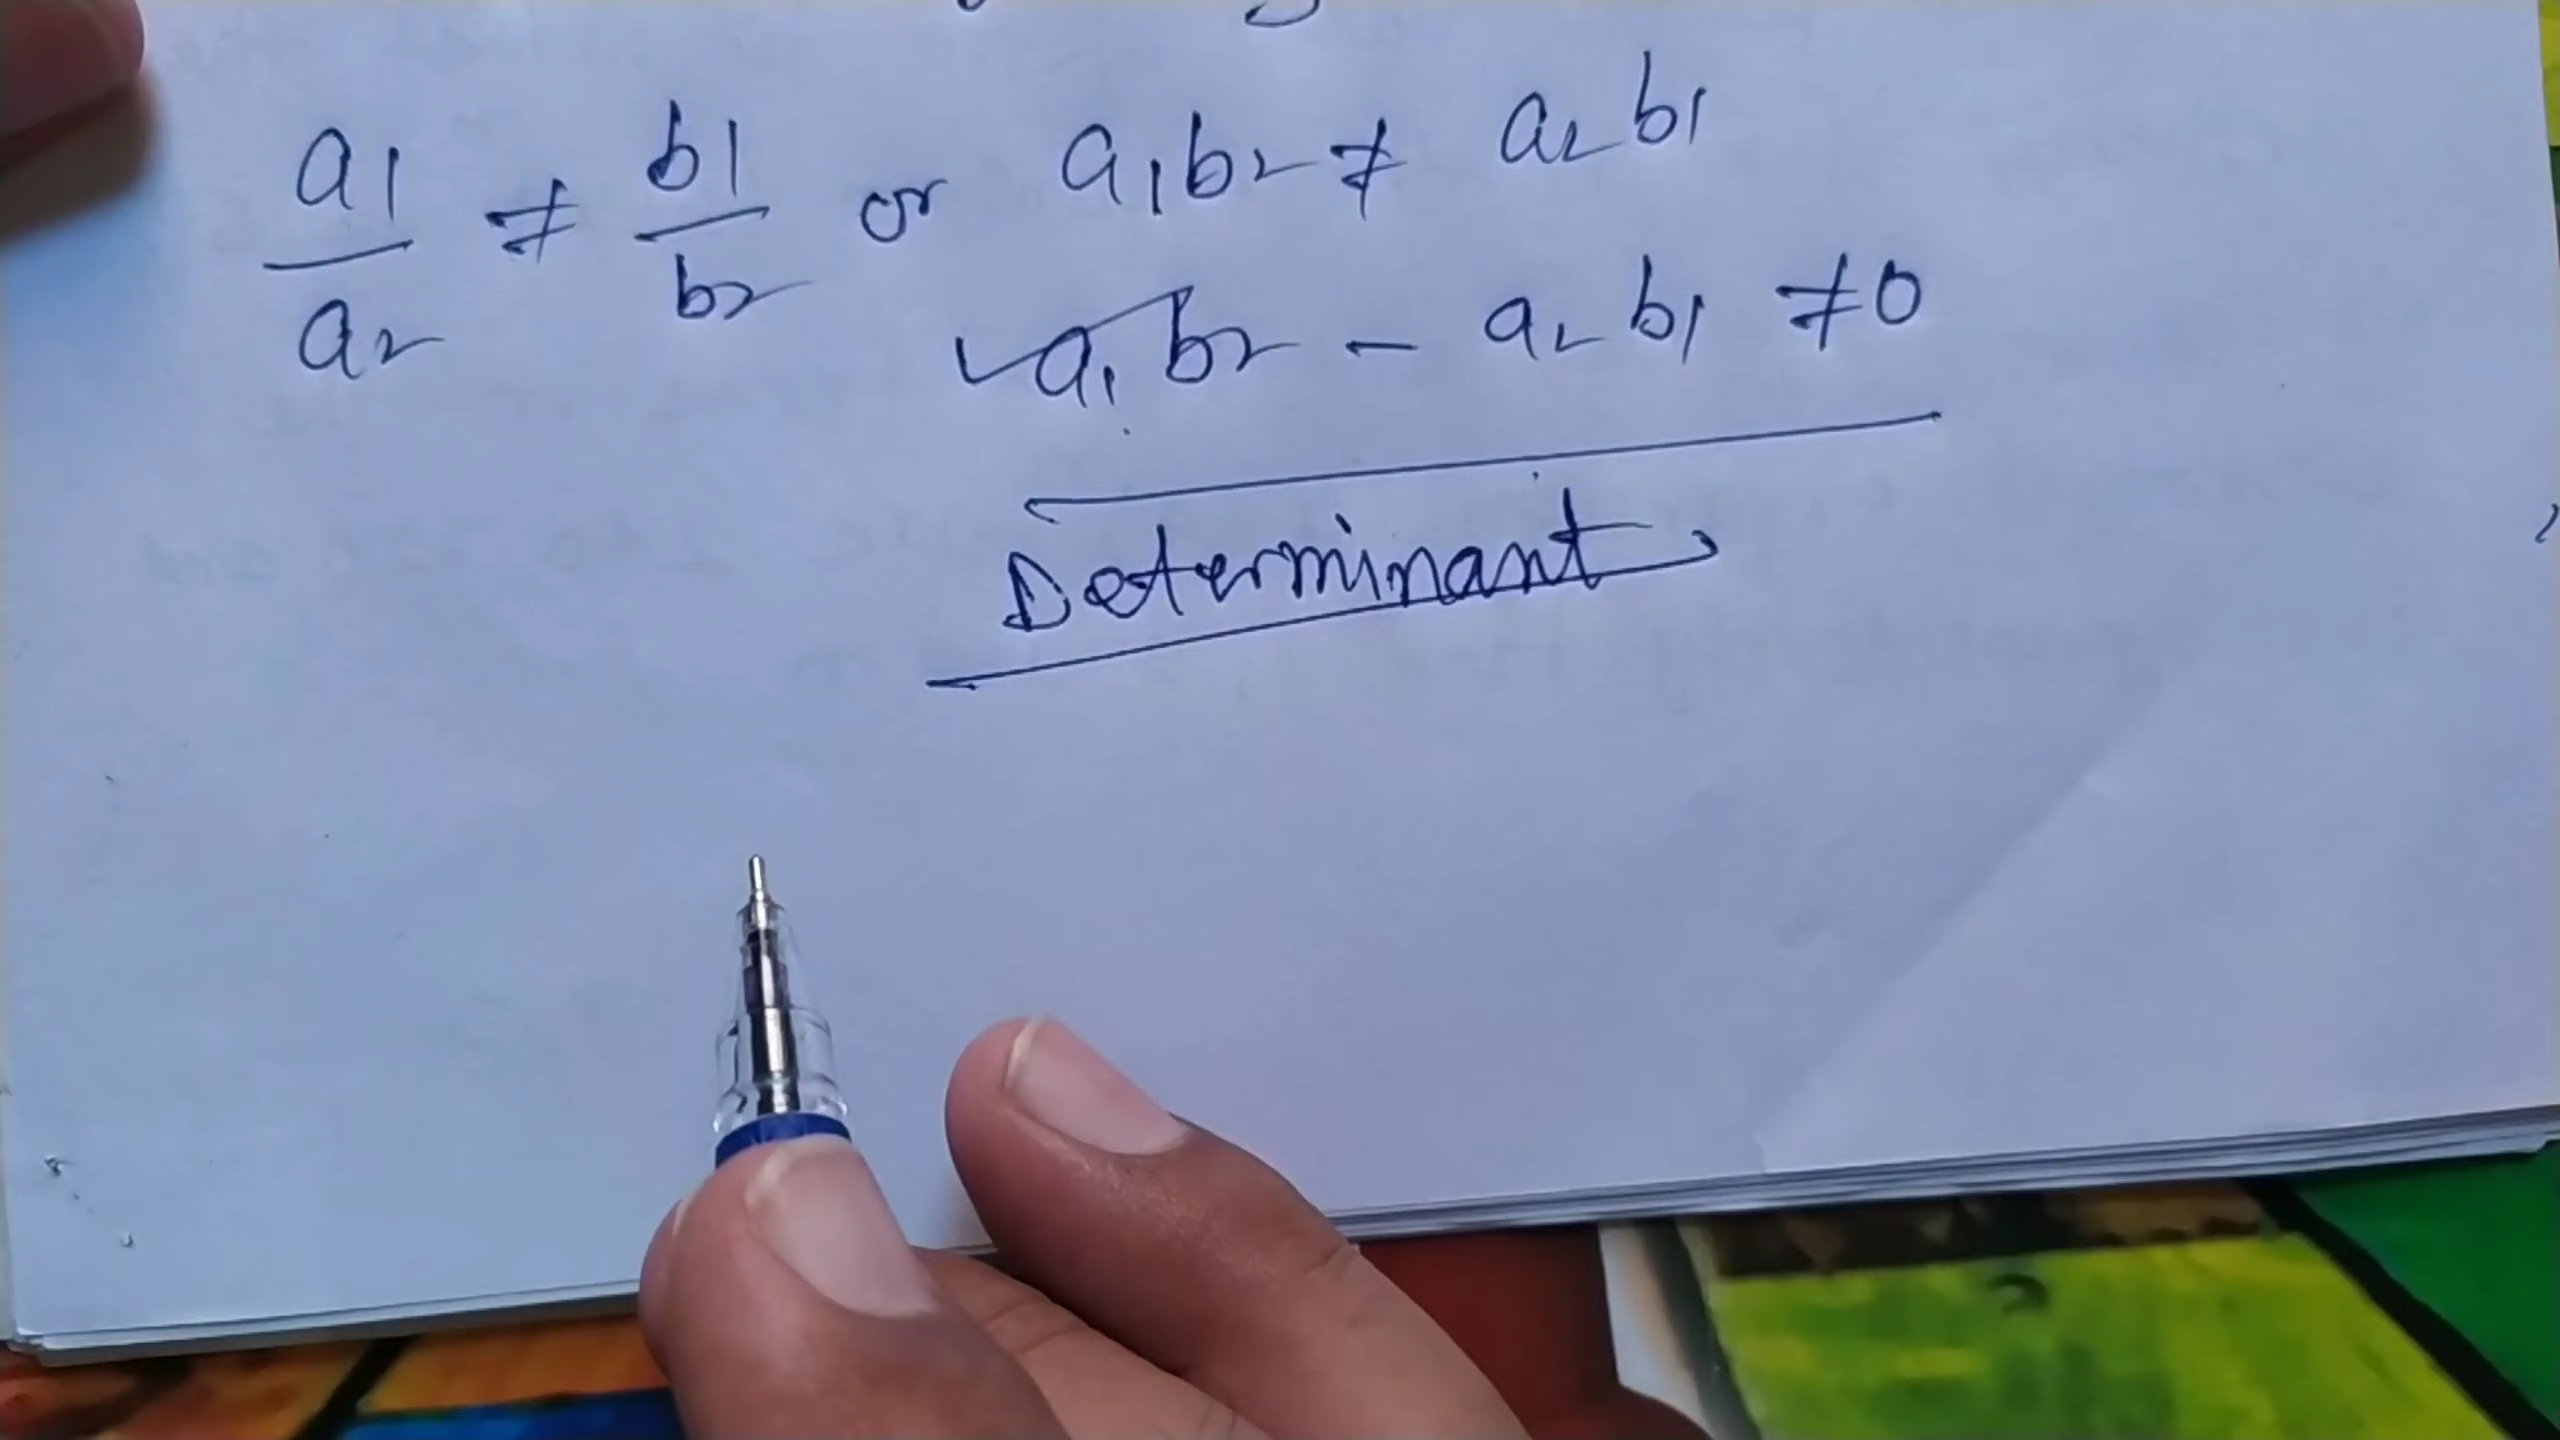 a1/a2 ≠ b1/b2 or a1b2 ≠ a2b1
a1b2 - a2b1 ≠ 0
Determinant